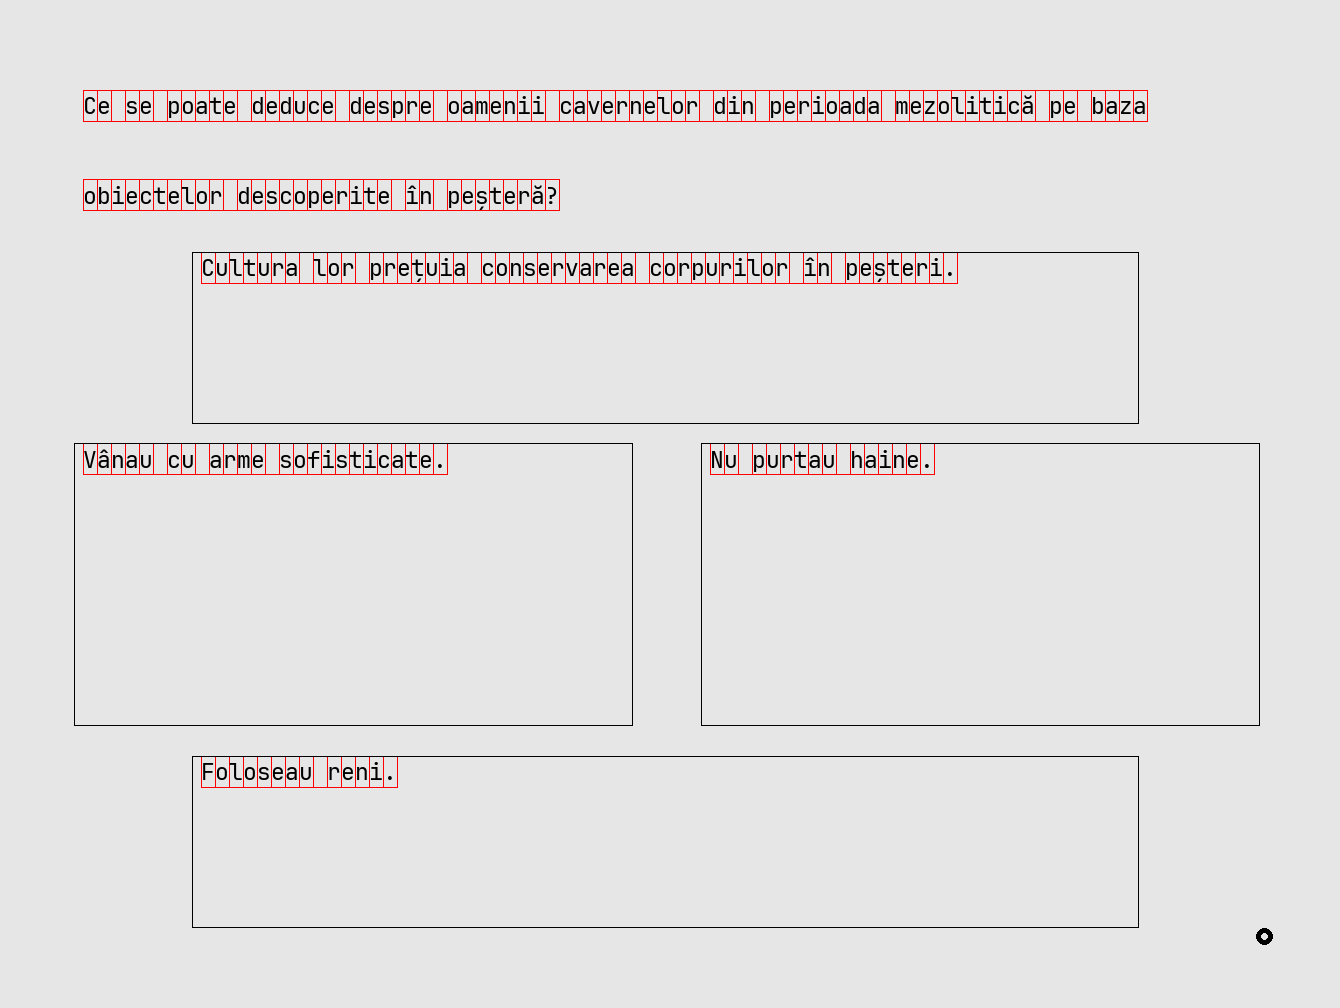 Ce se poate deduce despre oamenii cavernelor din perioada mezolitică pe baza
obiectelor descoperite în peșteră?
Cultura lor prețuia conservarea corpurilor în peșteri.
Vânau cu arme sofisticate.
Nu purtau haine.
Foloseau reni.